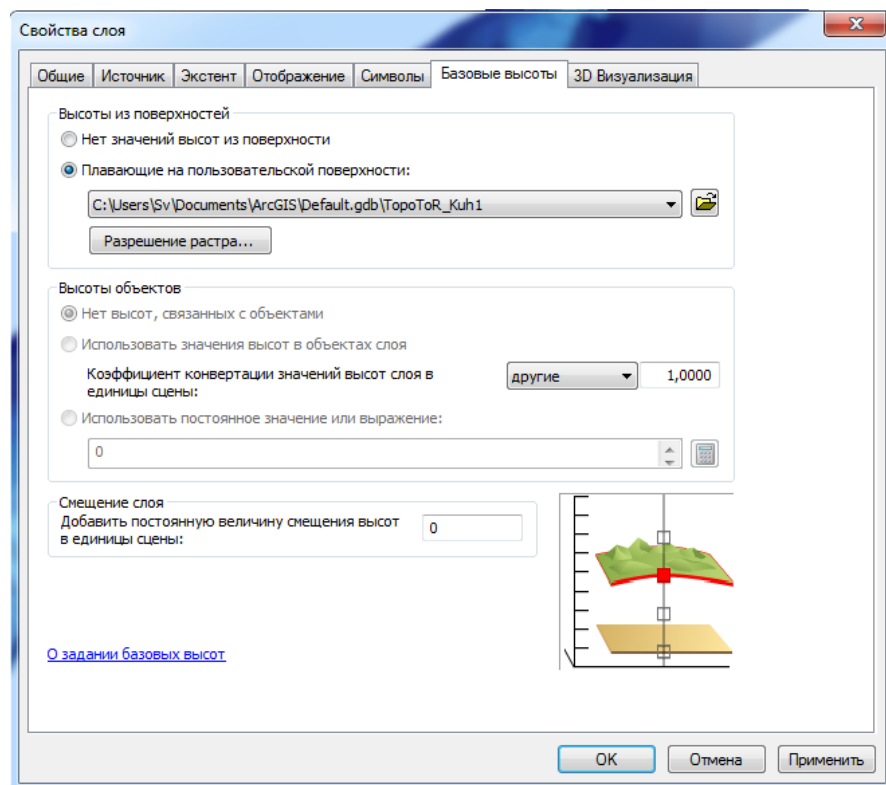 Свойства слоя
Общие
Источник
Экстент
Отображение
Символы
Базовые высоты
3D Визуализация
Высоты из поверхностей
Нет значений высот из поверхности
Плавающие на пользовательской поверхности:
C:\Users\Sv\Documents\ArcGIS\Default.gdb\TopoToR_Kuh1
Разрешение растра...
Высоты объектов
Нет высот, связанных с объектами
Использовать значения высот в объектах слоя
Коэффициент конвертации значений высот слоя в
единицы сцены:
другие
1,0000
Использовать постоянное значение или выражение:
0
Смещение слоя
Добавить постоянную величину смещения высот
в единицы сцены:
0
О задании базовых высот
OK
Отмена
Применить